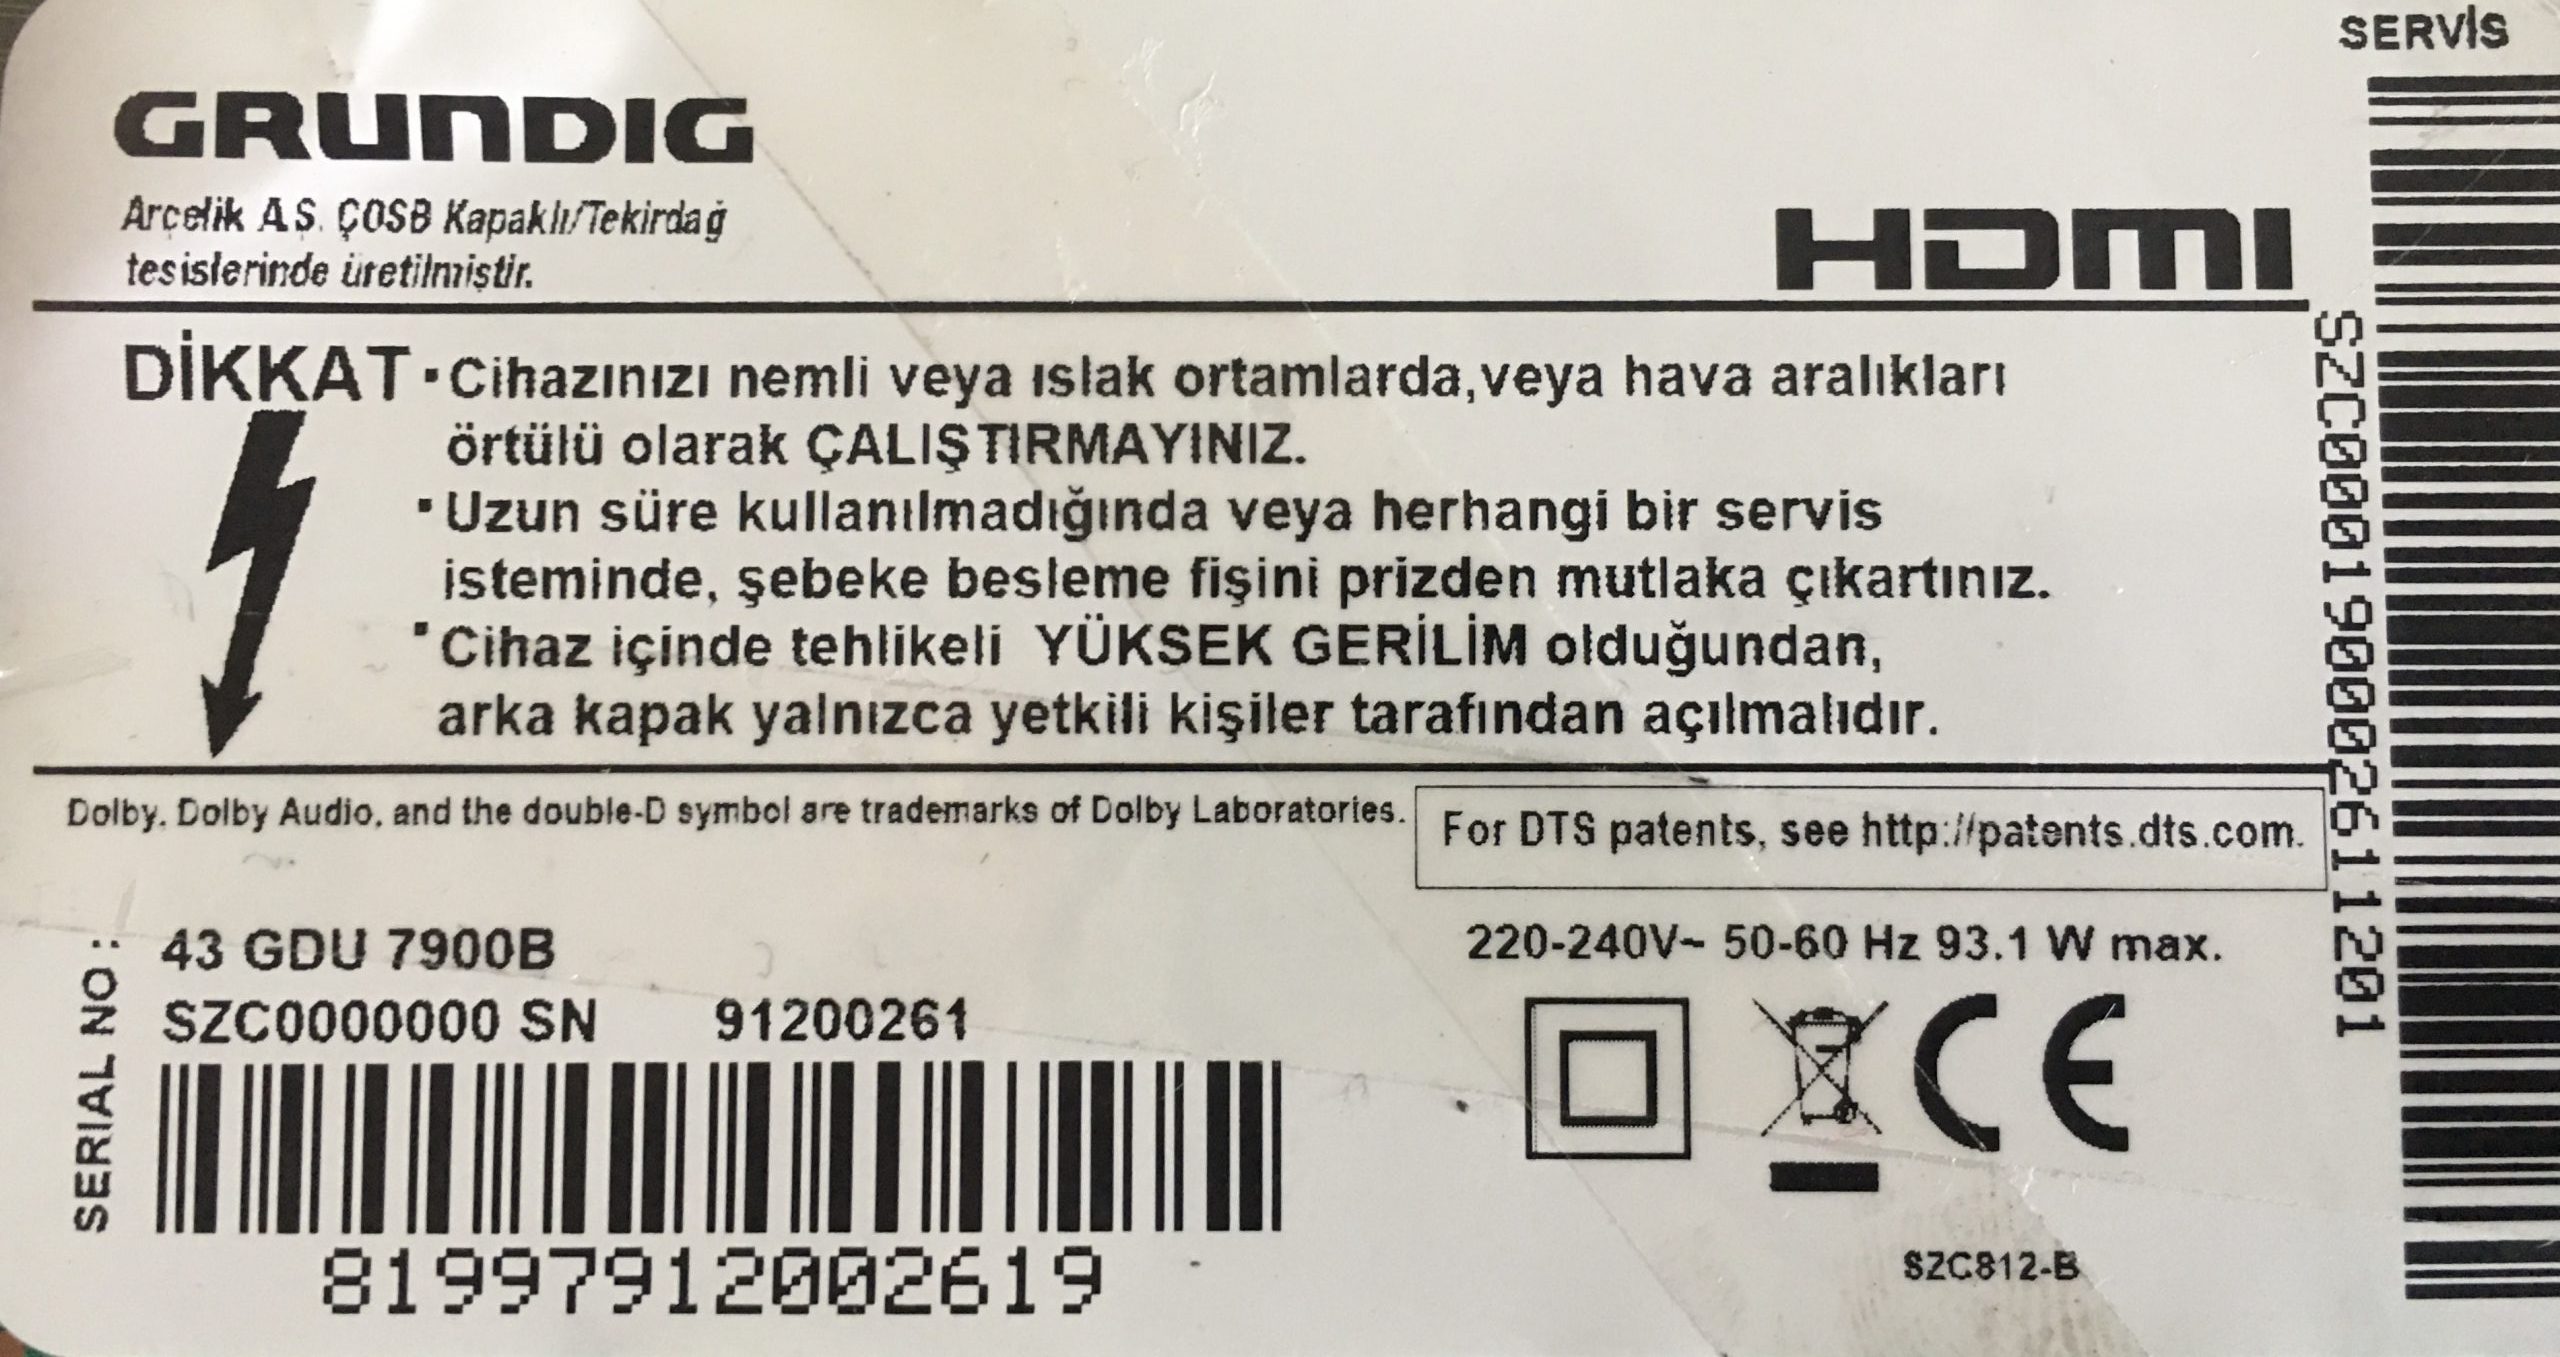 SERVİS
GRUNDIG
Arçelik A.S. ÇOSB Kapaklı/Tekirdağ
tesislerinde üretilmiştir.
HDMI
DİKKAT · Cihazınızı nemli veya ıslak ortamlarda,veya hava aralıkları
örtülü olarak ÇALIŞTIRMAYINIZ.
· Uzun süre kullanılmadığında veya herhangi bir servis
isteminde, şebeke besleme fişini prizden mutlaka çıkartınız.
· Cihaz içinde tehlikeli YÜKSEK GERİLİM olduğundan,
arka kapak yalnızca yetkili kişiler tarafından açılmalıdır.
Dolby, Dolby Audio, and the double-D symbol are trademarks of Dolby Laboratories.
For DTS patents, see http://patents.dts.com.
SERIAL NO :
43 GDU 7900B
SZC0000000 SN 91200261
81997912002619
220-240V~ 50-60 Hz 93.1 W max.
CE
SZC812-B
SZC000190002611201